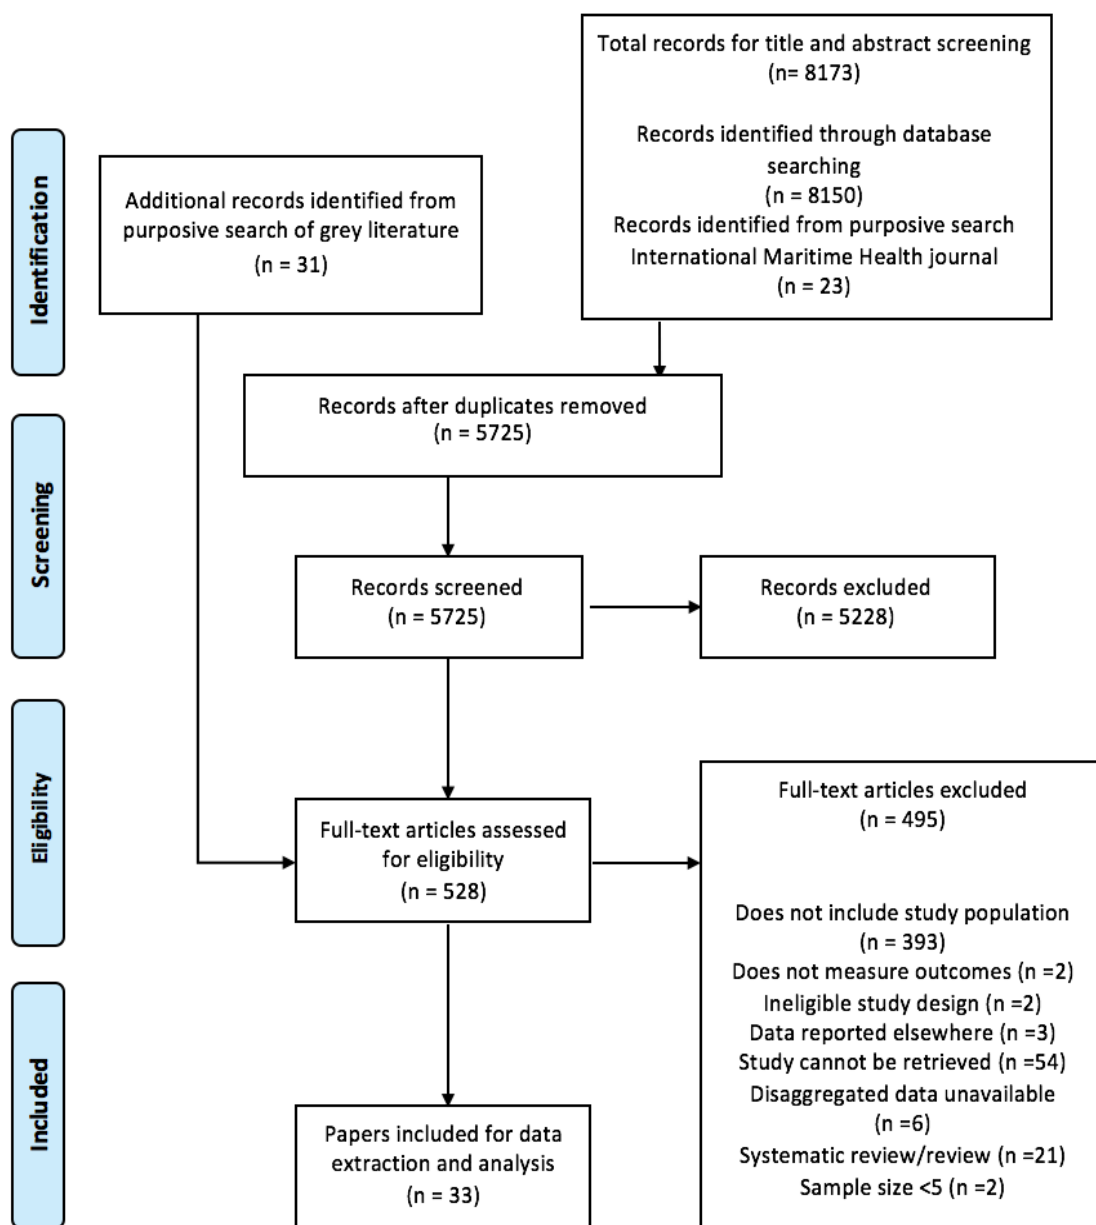 Total records for title and abstract screening
(n= 8173)
Records identified through database
searching
(n = 8150)
Records identified from purposive search
International Maritime Health journal
(n = 23)
Identification
Additional records identified from
purposive search of grey literature
(n = 31)
Records after duplicates removed
(n = 5725)
Screening
Records screened
(n = 5725)
Records excluded
(n = 5228)
Eligibility
Full-text articles assessed
for eligibility
(n = 528)
Full-text articles excluded
(n = 495)
Does not include study population
(n = 393)
Does not measure outcomes (n =2)
Ineligible study design (n =2)
Data reported elsewhere (n =3)
Study cannot be retrieved (n =54)
Disaggregated data unavailable
(n =6)
Systematic review/review (n =21)
Sample size <5 (n =2)
Included
Papers included for data
extraction and analysis
(n = 33)